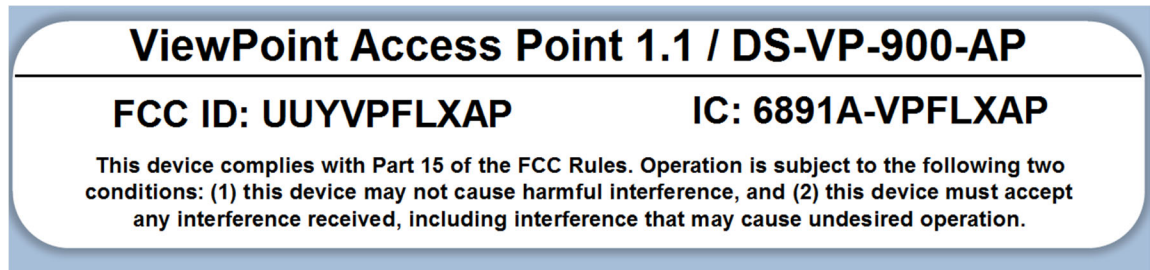 ViewPoint Access Point 1.1 / DS-VP-900-AP
FCC ID: UUYVPFLXAP IC: 6891A-VPFLXAP
This device complies with Part 15 of the FCC Rules. Operation is subject to the following two
conditions: (1) this device may not cause harmful interference, and (2) this device must accept
any interference received, including interference that may cause undesired operation.